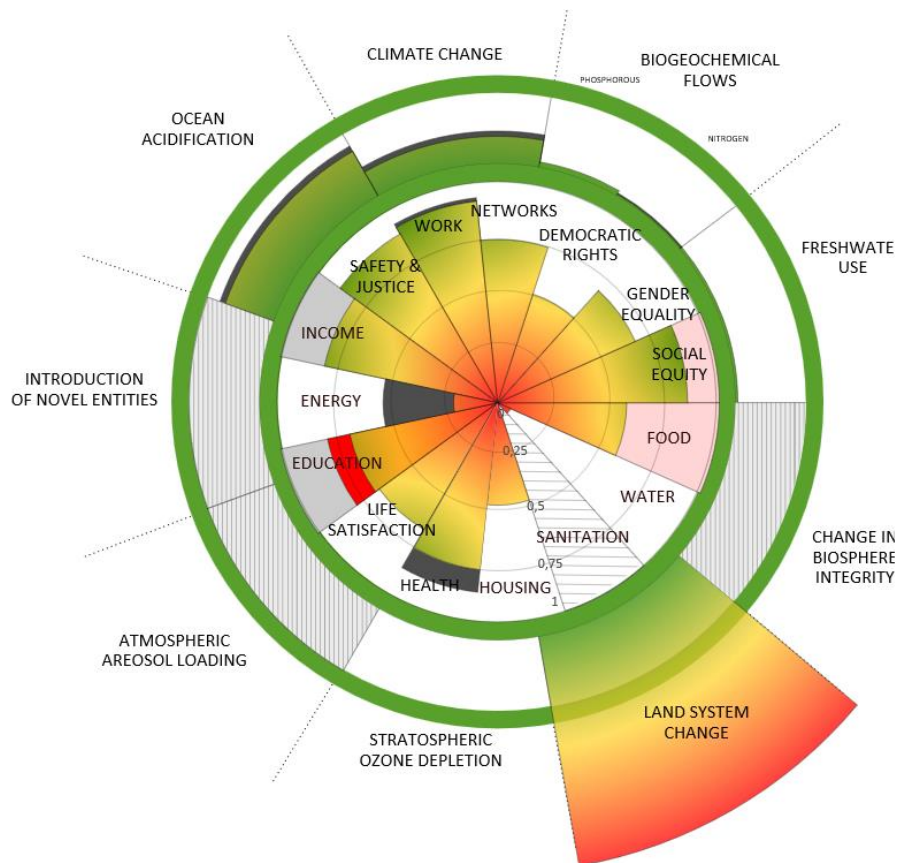 CLIMATE CHANGE
BIOGEOCHEMICAL
FLOWS
PHOSPHOROUS
NITROGEN
OCEAN
ACIDIFICATION
FRESHWATE
USE
NETWORKS
WORK
DEMOCRATIC
RIGHTS
SAFETY &
JUSTICE
GENDER
EQUALITY
INCOME
SOCIAL
EQUITY
INTRODUCTION
OF NOVEL ENTITIES
ENERGY
0
FOOD
0,25
EDUCATION
WATER
LIFE
SATISFACTION
0,5
SANITATION
CHANGE IN
BIOSPHERE
INTEGRITY
0,75
HEALTH
HOUSING
1
ATMOSPHERIC
AREOSOL LOADING
LAND SYSTEM
CHANGE
STRATOSPHERIC
OZONE DEPLETION